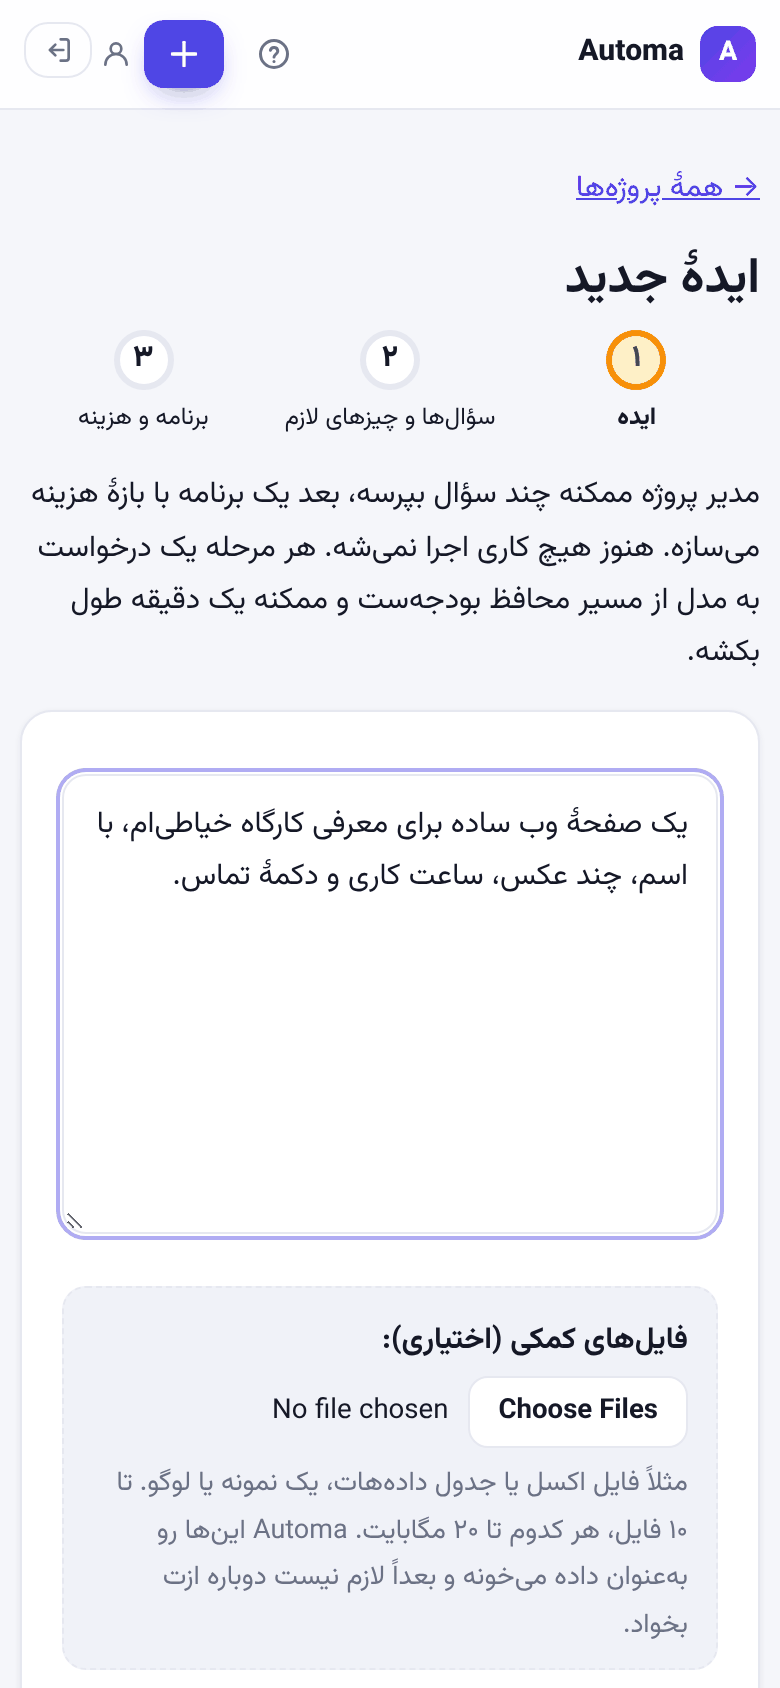 Automa
A
→ همهٔ پروژه‌ها
ایدهٔ جدید
۱
۲
۳
ایده
سؤال‌ها و چیزهای لازم
برنامه و هزینه
مدیر پروژه ممکنه چند سؤال بپرسه، بعد یک برنامه با بازهٔ هزینه
می‌سازه. هنوز هیچ کاری اجرا نمی‌شه. هر مرحله یک درخواست
به مدل از مسیر محافظ بودجه‌ست و ممکنه یک دقیقه طول
بکشه.
یک صفحهٔ وب ساده برای معرفی کارگاه خیاطی‌ام، با
اسم، چند عکس، ساعت کاری و دکمهٔ تماس.
فایل‌های کمکی (اختیاری):
Choose Files
No file chosen
مثلاً فایل اکسل یا جدول داده‌هات، یک نمونه یا لوگو. تا
۱۰ فایل، هر کدوم تا ۲۰ مگابایت. Automa این‌ها رو
به‌عنوان داده می‌خونه و بعداً لازم نیست دوباره ازت
بخواد.